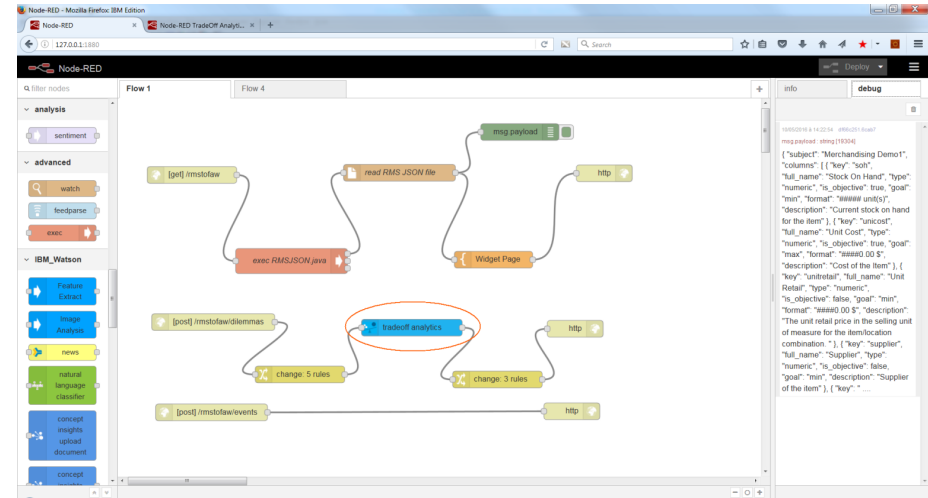 Node-RED - Mozilla Firefox: IBM Edition
Node-RED
Node-RED TradeOff Analyti...
127.0.0.1:1880
Search
Node-RED
Deploy
filter nodes
Flow 1
Flow 4
info
debug
analysis
sentiment
advanced
watch
feedparse
exec
IBM_Watson
Feature
Extract
Image
Analysis
news
natural
language
classifier
concept
insights
upload
document
concept
[get] /rmstofaw
read RMS JSON file
msg.payload
http
exec RMSJSON.java
Widget Page
[post] /rmstofaw/dilemmas
tradeoff analytics
http
change: 5 rules
change: 3 rules
[post] /rmstofaw/events
http
msg.payload : string [19304]
{ "subject": "Merchandising Demo1",
"columns": [ { "key": "soh",
"full_name": "Stock On Hand", "type":
"numeric", "is_objective": true, "goal":
"min", "format": "##### unit(s)",
"description": "Current stock on hand
for the item" }, { "key": "unicost",
"full_name": "Unit Cost", "type":
"numeric", "is_objective": true, "goal":
"max", "format": "####0.00 $",
"description": "Cost of the Item" }, {
"key": "unitretail", "full_name": "Unit
Retail", "type": "numeric",
"is_objective": false, "goal": "min",
"format": "####0.00 $", "description":
"The unit retail price in the selling unit
of measure for the item/location
combination. " }, { "key": "supplier",
"full_name": "Supplier", "type":
"numeric", "is_objective": false,
"goal": "min", "description": "Supplier
of the item" }, { "key": " ....